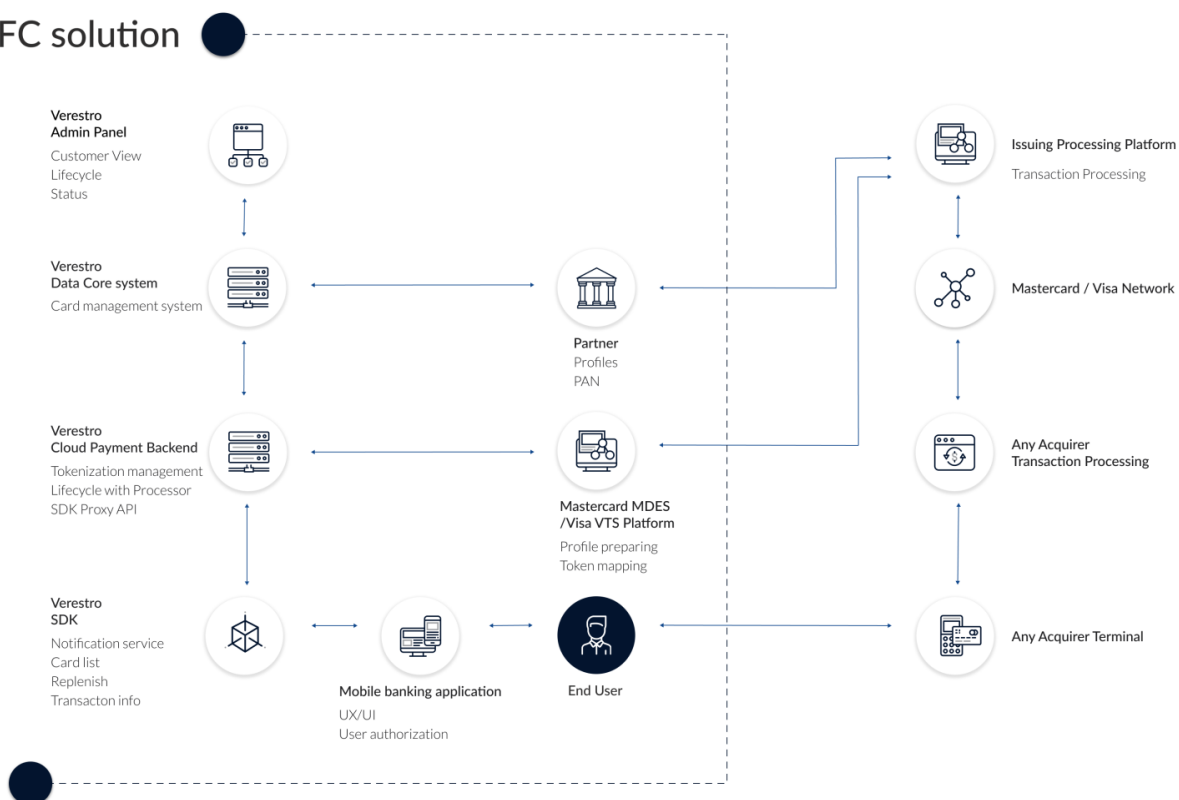 FC solution
Verestro
Admin Panel
Customer View
Lifecycle
Status
Issuing Processing Platform
Transaction Processing
Verestro
Data Core system
Card management system
Mastercard / Visa Network
Partner
Profiles
PAN
Verestro
Cloud Payment Backend
Tokenization management
Lifecycle with Processor
SDK Proxy API
Any Acquirer
Transaction Processing
Mastercard MDES
/Visa VTS Platform
Profile preparing
Token mapping
Verestro
SDK
Notification service
Card list
Replenish
Transacton info
Mobile banking application
UX/UI
User authorization
End User
Any Acquirer Terminal